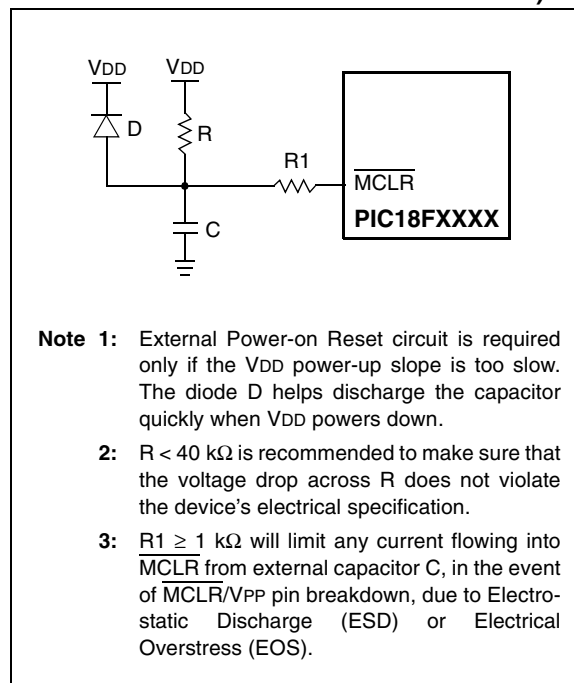 VDD VDD
D
R
R1
MCLR
PIC18FXXXX
C
Note 1: External Power-on Reset circuit is required
only if the VDD power-up slope is too slow.
The diode D helps discharge the capacitor
quickly when VDD powers down.
2: R < 40 kΩ is recommended to make sure that
the voltage drop across R does not violate
the device's electrical specification.
3: R1 ≥ 1 kΩ will limit any current flowing into
MCLR from external capacitor C, in the event
of MCLR/VPP pin breakdown, due to Electro-
static Discharge (ESD) or Electrical
Overstress (EOS).